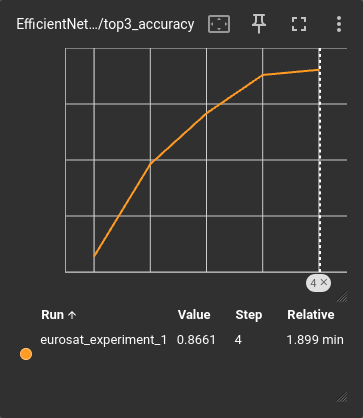 EfficientNet…/top3_accuracy
4 ×
Run ↑ Value Step Relative
eurosat_experiment_1 0.8661 4 1.899 min